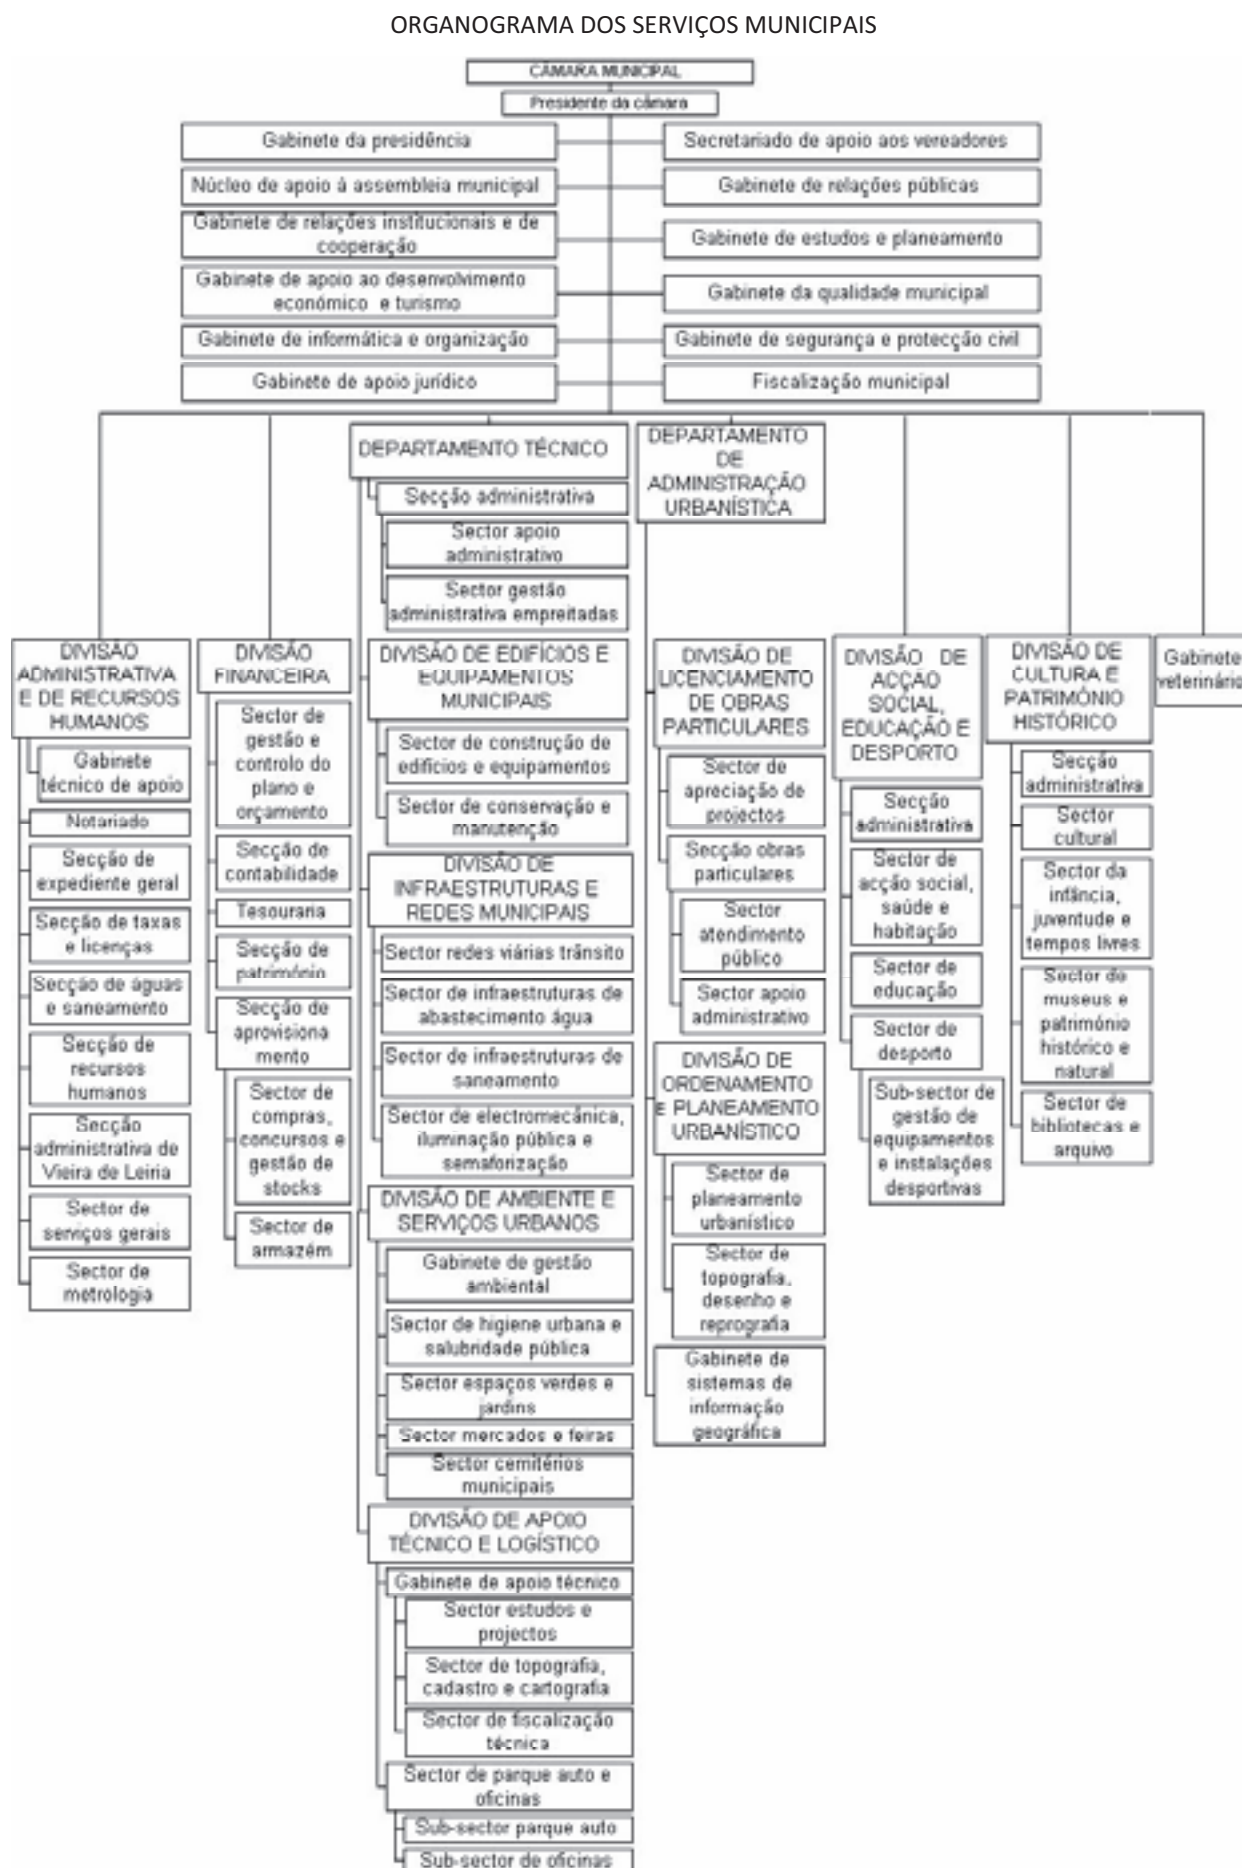 ORGANOGRAMA DOS SERVIÇOS MUNICIPAIS
CÂMARA MUNICIPAL
Presidente da câmara
Gabinete da presidência
Secretariado de apoio aos vereadores
Núcleo de apoio à assembleia municipal
Gabinete de relações públicas
Gabinete de relações institucionais e de
cooperação
Gabinete de estudos e planeamento
Gabinete de apoio ao desenvolvimento
económico e turismo
Gabinete da qualidade municipal
Gabinete de informática e organização
Gabinete de segurança e protecção civil
Gabinete de apoio jurídico
Fiscalização municipal
DIVISÃO
ADMINISTRATIVA
E DE RECURSOS
HUMANOS
Gabinete
técnico de apoio
Notariado
Secção de
expediente geral
Secção de taxas
e licenças
Secção de águas
e saneamento
Secção de
recursos
humanos
Secção
administrativa de
Vieira de Leiria
Sector de
serviços gerais
Sector de
metrologia
DIVISÃO
FINANCEIRA
Sector de
gestão e
controlo do
plano e
orçamento
Secção de
contabilidade
Tesouraria
Secção de
património
Secção de
aprovisiona
mento
Sector de
compras,
concursos e
gestão de
stocks
Sector de
armazém
DEPARTAMENTO TÉCNICO
Secção administrativa
Sector apoio
administrativo
Sector gestão
administrativa empreitadas
DIVISÃO DE EDIFÍCIOS E
EQUIPAMENTOS
MUNICIPAIS
Sector de construção de
edifícios e equipamentos
Sector de conservação e
manutenção
DIVISÃO DE
INFRAESTRUTURAS E
REDES MUNICIPAIS
Sector redes viárias trânsito
Sector de infraestruturas de
abastecimento água
Sector de infraestruturas de
saneamento
Sector de electromecânica,
iluminação pública e
semaforização
DIVISÃO DE AMBIENTE E
SERVIÇOS URBANOS
Gabinete de gestão
ambiental
Sector de higiene urbana e
salubridade pública
Sector espaços verdes e
jardins
Sector mercados e feiras
Sector cemitérios
municipais
DIVISÃO DE APOIO
TÉCNICO E LOGÍSTICO
Gabinete de apoio técnico
Sector estudos e
projectos
Sector de topografia,
cadastro e cartografia
Sector de fiscalização
técnica
Sector de parque auto e
oficinas
Sub-sector parque auto
Sub-sector de oficinas
DEPARTAMENTO
DE
ADMINISTRAÇÃO
URBANÍSTICA
DIVISÃO DE
LICENCIAMENTO
DE OBRAS
PARTICULARES
Sector de
apreciação de
projectos
Secção obras
particulares
Sector
atendimento
público
Sector apoio
administrativo
DIVISÃO DE
ORDENAMENTO
E PLANEAMENTO
URBANÍSTICO
Sector de
planeamento
urbanístico
Sector de
topografia,
desenho e
reprografia
Gabinete de
sistemas de
informação
geográfica
DIVISÃO DE
ACÇÃO
SOCIAL,
EDUCAÇÃO E
DESPORTO
Secção
administrativa
Sector de
acção social,
saúde e
habitação
Sector de
educação
Sector de
desporto
Sub-sector de
gestão de
equipamentos
e instalações
desportivas
DIVISÃO DE
CULTURA E
PATRIMÓNIO
HISTÓRICO
Secção
administrativa
Sector
cultural
Sector da
infância,
juventude e
tempos livres
Sector de
museus e
património
histórico e
natural
Sector de
bibliotecas e
arquivo
Gabinete
veterinário